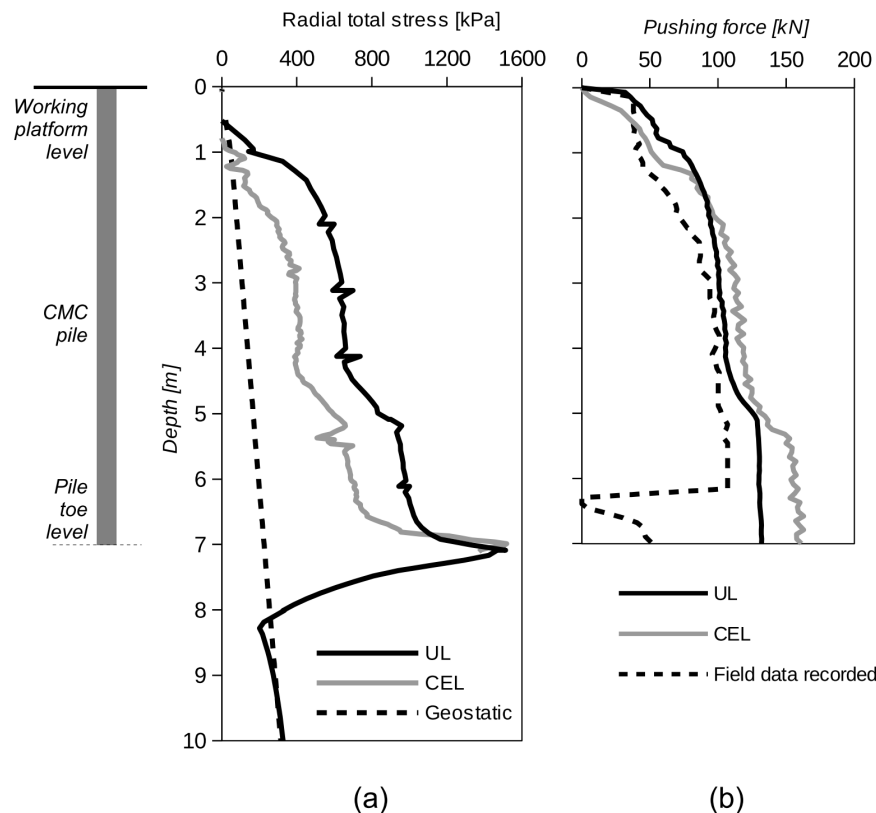 Radial total stress [kPa]
0 400 800 1200 1600
Pushing force [kN]
0 50 100 150 200
Working
platform
level
CMC
pile
Pile
toe
level
Depth [m]
0
1
2
3
4
5
6
7
8
9
10
UL
CEL
Geostatic
UL
CEL
Field data recorded
(a)
(b)